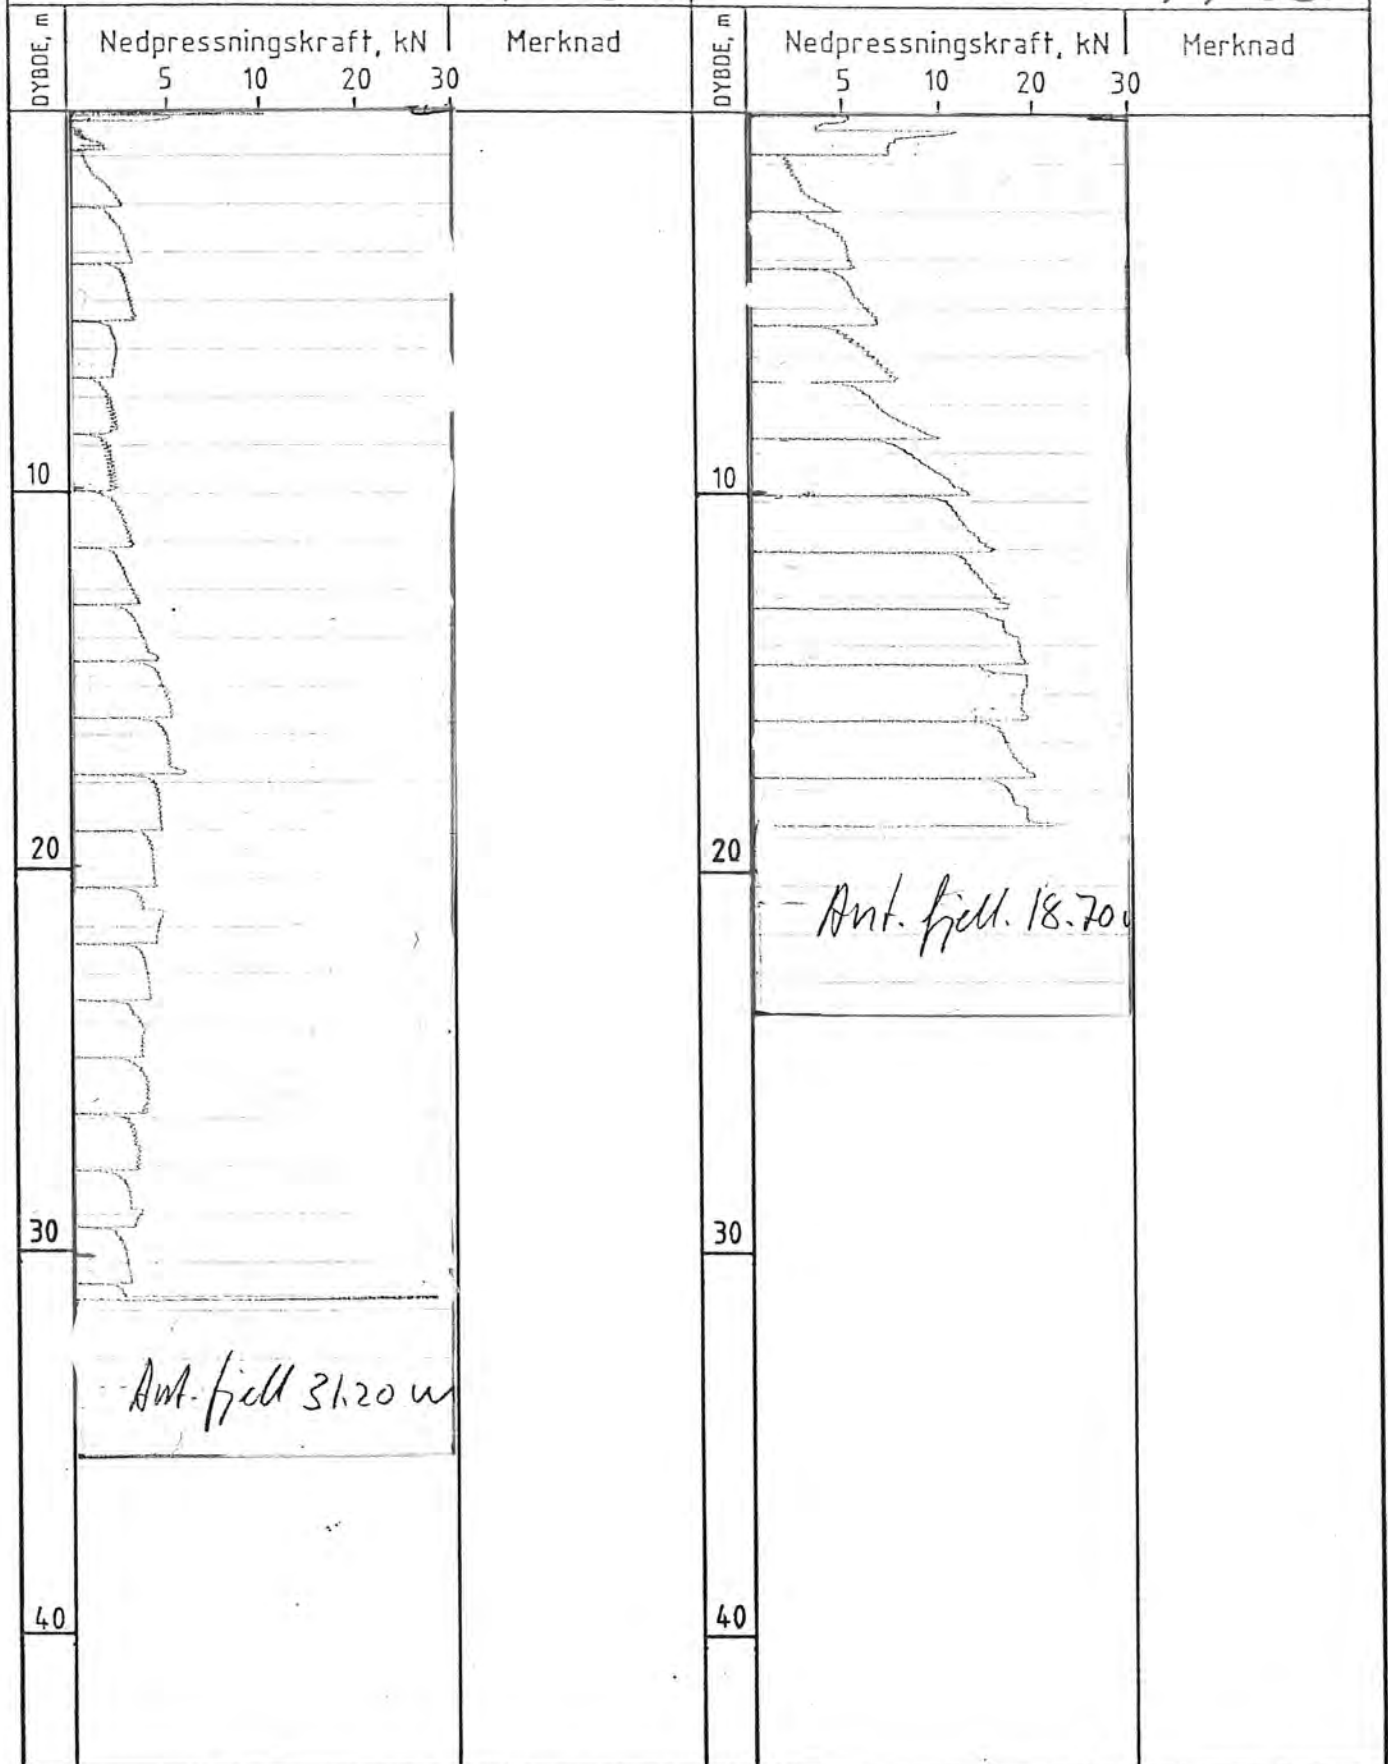 DYBDE, m
Nedpressningskraft, kN
5 10 20 30
Merknad
10
20
30
40
Ant. fjell 31.20 m
DYBDE, m
Nedpressningskraft, kN
5 10 20 30
Merknad
10
20
30
40
Ant. fjell. 18.70